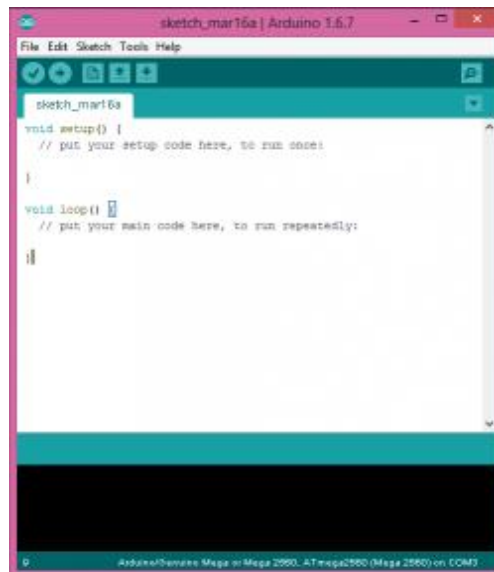 sketch_mar16a | Arduino 1.6.7
File Edit Sketch Tools Help
sketch_mar16a
void setup() {
  // put your setup code here, to run once:
}
void loop() {
  // put your main code here, to run repeatedly:
}
9
Arduino/Genuino Mega or Mega 2560, ATmega2560 (Mega 2560) on COM3